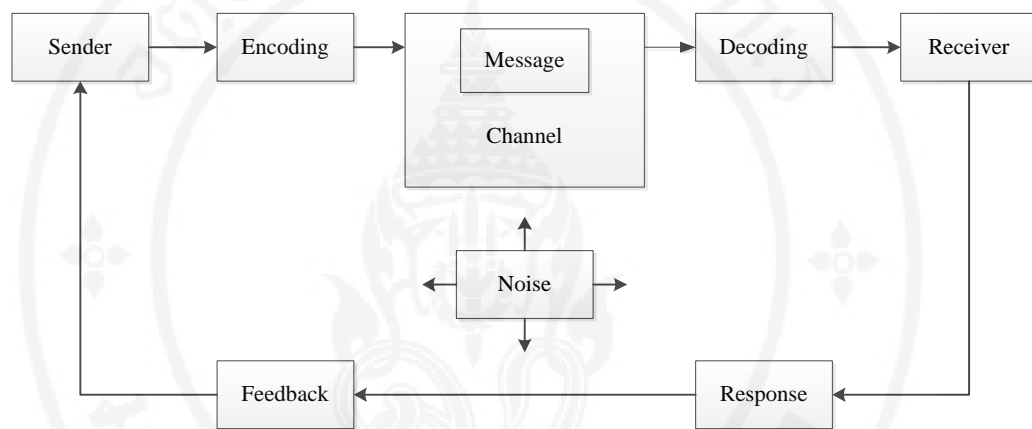 Sender
Encoding
Message
Channel
Decoding
Receiver
Noise
Feedback
Response